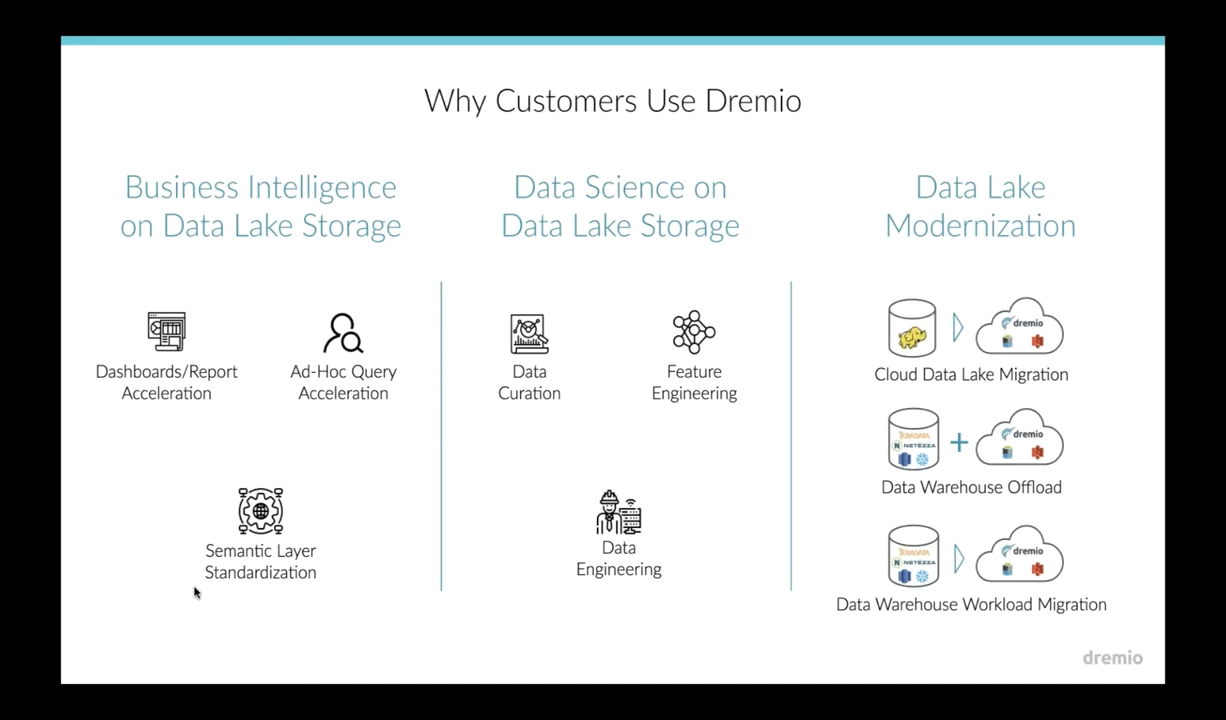 Why Customers Use Dremio
Business Intelligence
on Data Lake Storage
Dashboards/Report
Acceleration
Ad-Hoc Query
Acceleration
Semantic Layer
Standardization
Data Science on
Data Lake Storage
Data
Curation
Feature
Engineering
Data
Engineering
Data Lake
Modernization
dremio
Cloud Data Lake Migration
TERADATA
NETEZZA
dremio
Data Warehouse Offload
TERADATA
NETEZZA
dremio
Data Warehouse Workload Migration
dremio